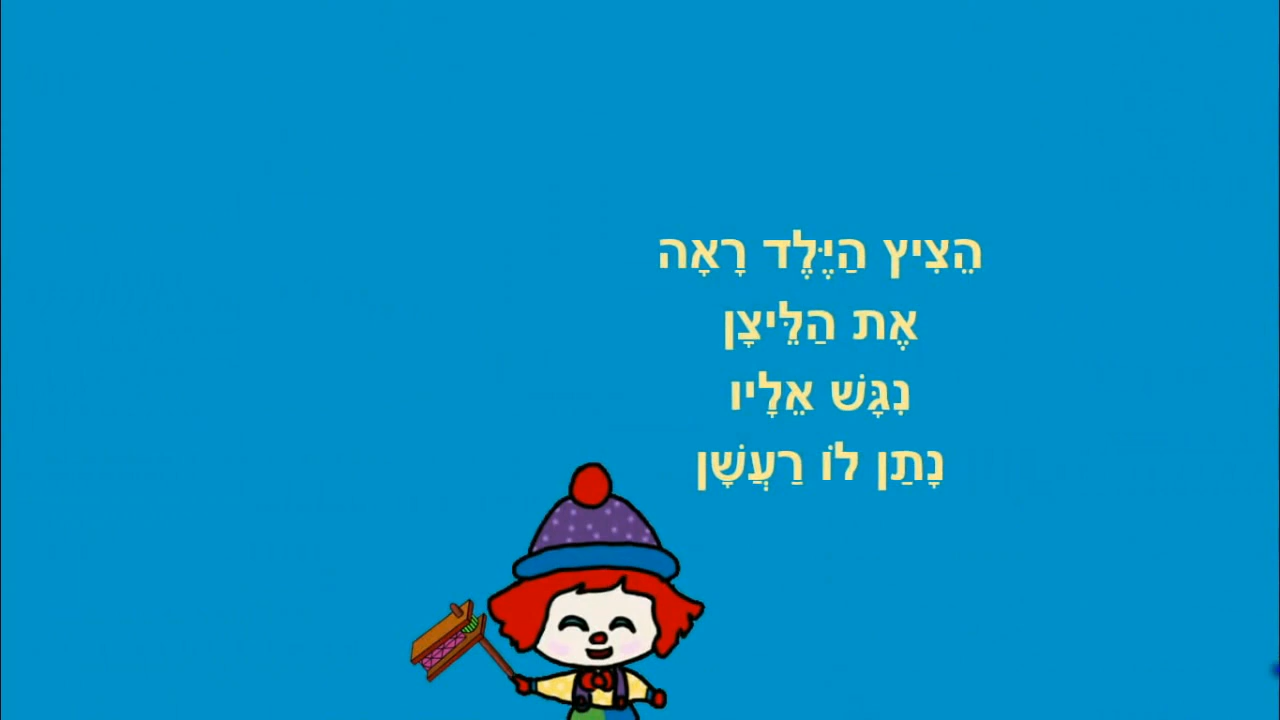 הֵצִיץ הַיֶּלֶד רָאָה
אֶת הַלֵּיצָן
נִגָּשׁ אֵלָיו
נָתַן לוֹ רַעֲשָׁן